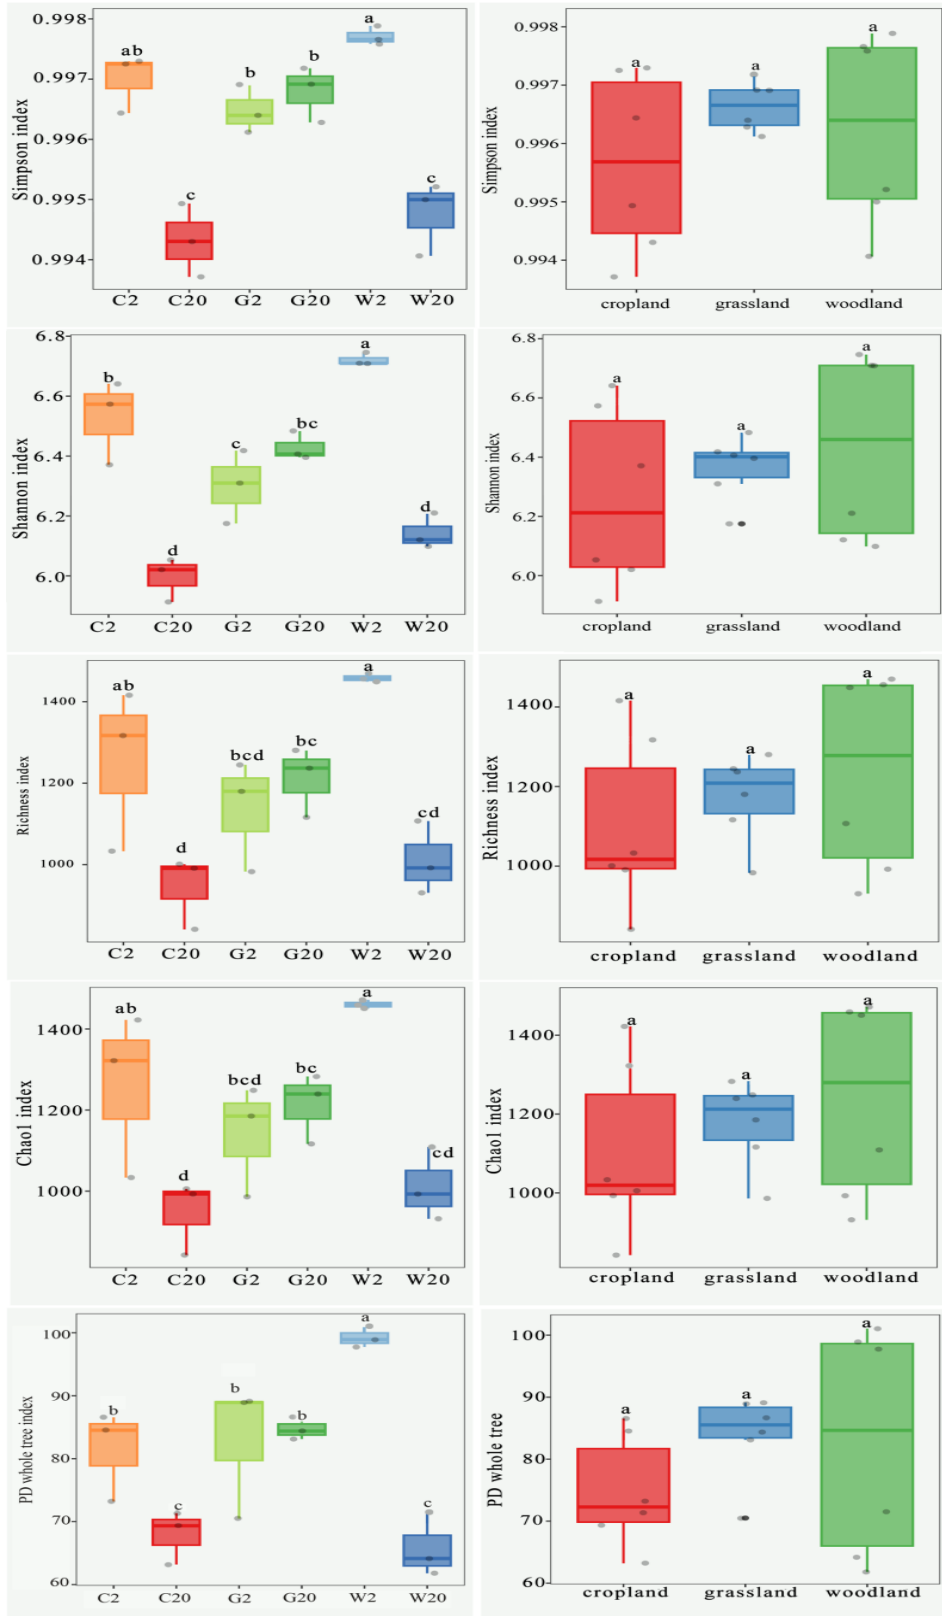 Simpson index
0.998
0.997
0.996
0.995
0.994
ab
c
b
b
a
c
C2 C20 G2 G20 W2 W20
Simpson index
0.998
0.997
0.996
0.995
0.994
a
a
a
cropland grassland woodland
Shannon index
6.8
6.6
6.4
6.2
6.0
b
d
c
bc
a
d
C2 C20 G2 G20 W2 W20
Shannon index
6.8
6.6
6.4
6.2
6.0
a
a
a
cropland grassland woodland
Richness index
1400
1200
1000
ab
d
bcd
bc
a
cd
C2 C20 G2 G20 W2 W20
Richness index
1400
1200
1000
a
a
a
cropland grassland woodland
Chao1 index
1400
1200
1000
ab
d
bcd
bc
a
cd
C2 C20 G2 G20 W2 W20
Chao1 index
1400
1200
1000
a
a
a
cropland grassland woodland
PD whole tree index
100
90
80
70
60
b
c
b
b
a
c
C2 C20 G2 G20 W2 W20
PD whole tree
100
90
80
70
60
a
a
a
cropland grassland woodland